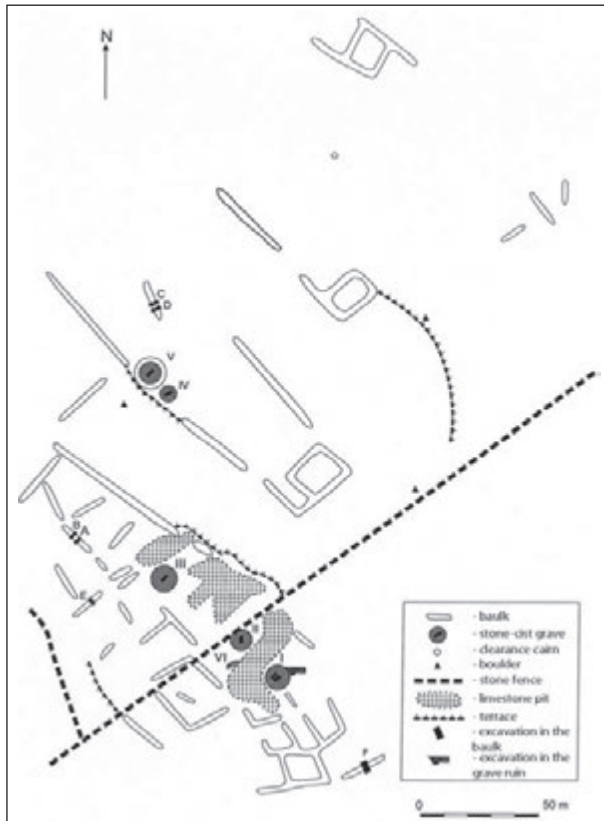 N
C
D
V
IV
B
A
III
E
II
VI
I
F
- baulk
- stone-cist grave
- clearance cairn
- boulder
- stone fence
- limestone pit
- terrace
- excavation in the
baulk
- excavation in the
grave ruin
0 50 m